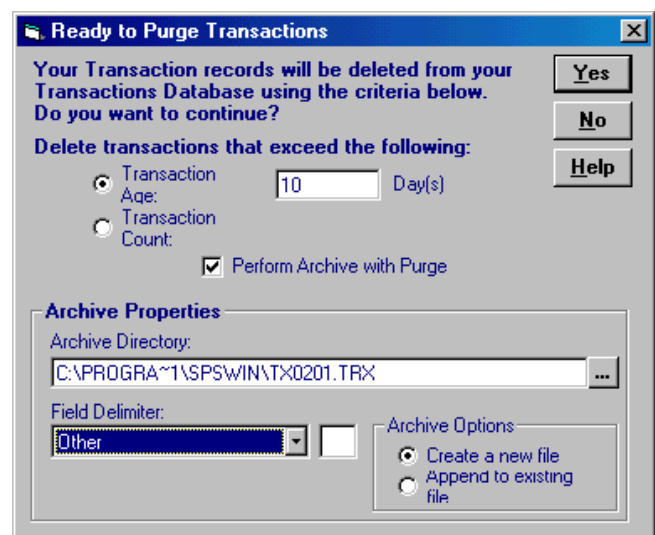 Ready to Purge Transactions
Your Transaction records will be deleted from your
Transactions Database using the criteria below.
Do you want to continue?
Yes
No
Help
Delete transactions that exceed the following:
Transaction
Age:
10
Day(s)
Transaction
Count:
Perform Archive with Purge
Archive Properties
Archive Directory:
C:\PROGRA~1\SPSWIN\TX0201.TRX
...
Field Delimiter:
Other
Archive Options
Create a new file
Append to existing
file